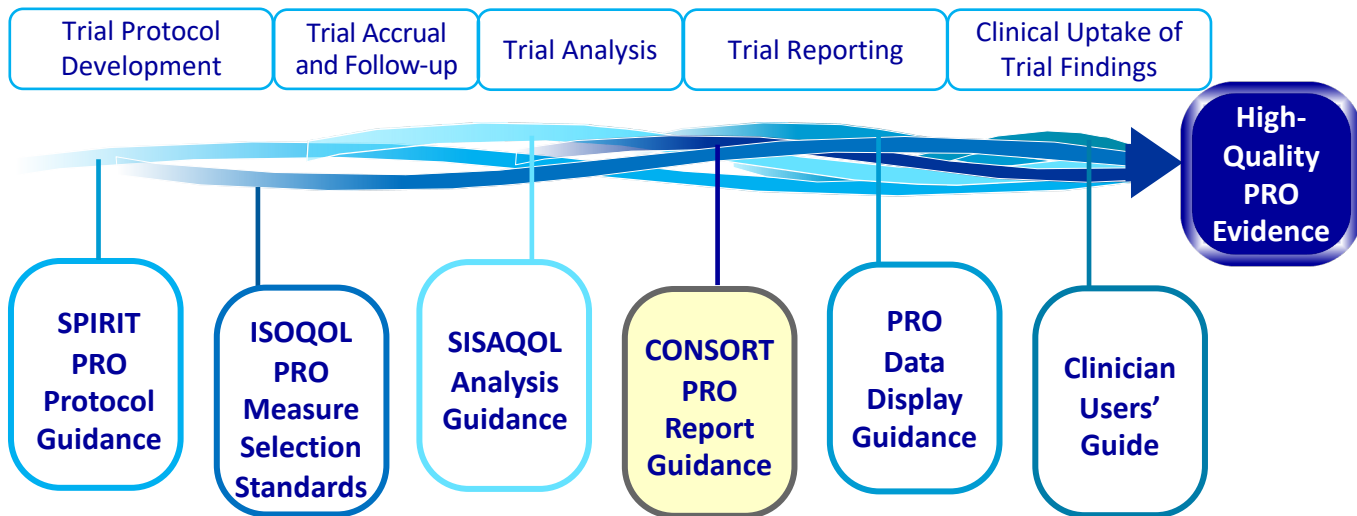 Trial Protocol
Development
Trial Accrual
and Follow-up
Trial Analysis
Trial Reporting
Clinical Uptake of
Trial Findings
High-
Quality
PRO
Evidence
SPIRIT
PRO
Protocol
Guidance
ISOQOL
PRO
Measure
Selection
Standards
SISAQOL
Analysis
Guidance
CONSORT
PRO
Report
Guidance
PRO
Data
Display
Guidance
Clinician
Users’
Guide